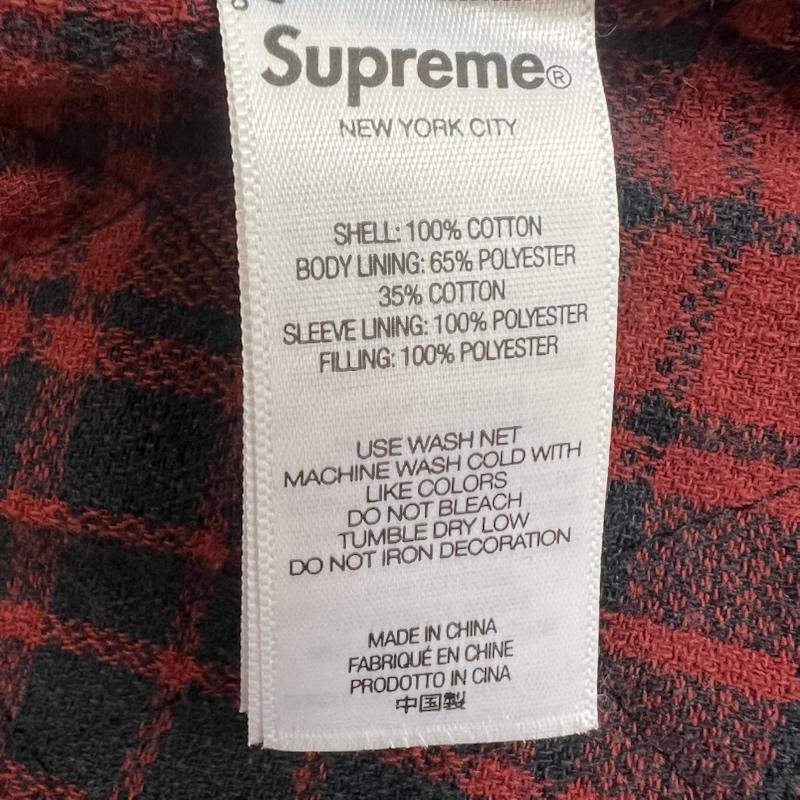 Supreme®
NEW YORK CITY
SHELL: 100% COTTON
BODY LINING: 65% POLYESTER
35% COTTON
SLEEVE LINING: 100% POLYESTER
FILLING: 100% POLYESTER
USE WASH NET
MACHINE WASH COLD WITH
LIKE COLORS
DO NOT BLEACH
TUMBLE DRY LOW
DO NOT IRON DECORATION
MADE IN CHINA
FABRIQUÉ EN CHINE
PRODOTTO IN CINA
中国製